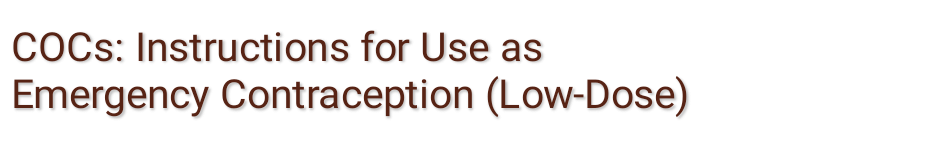 COCs: Instructions for Use as
Emergency Contraception (Low-Dose)